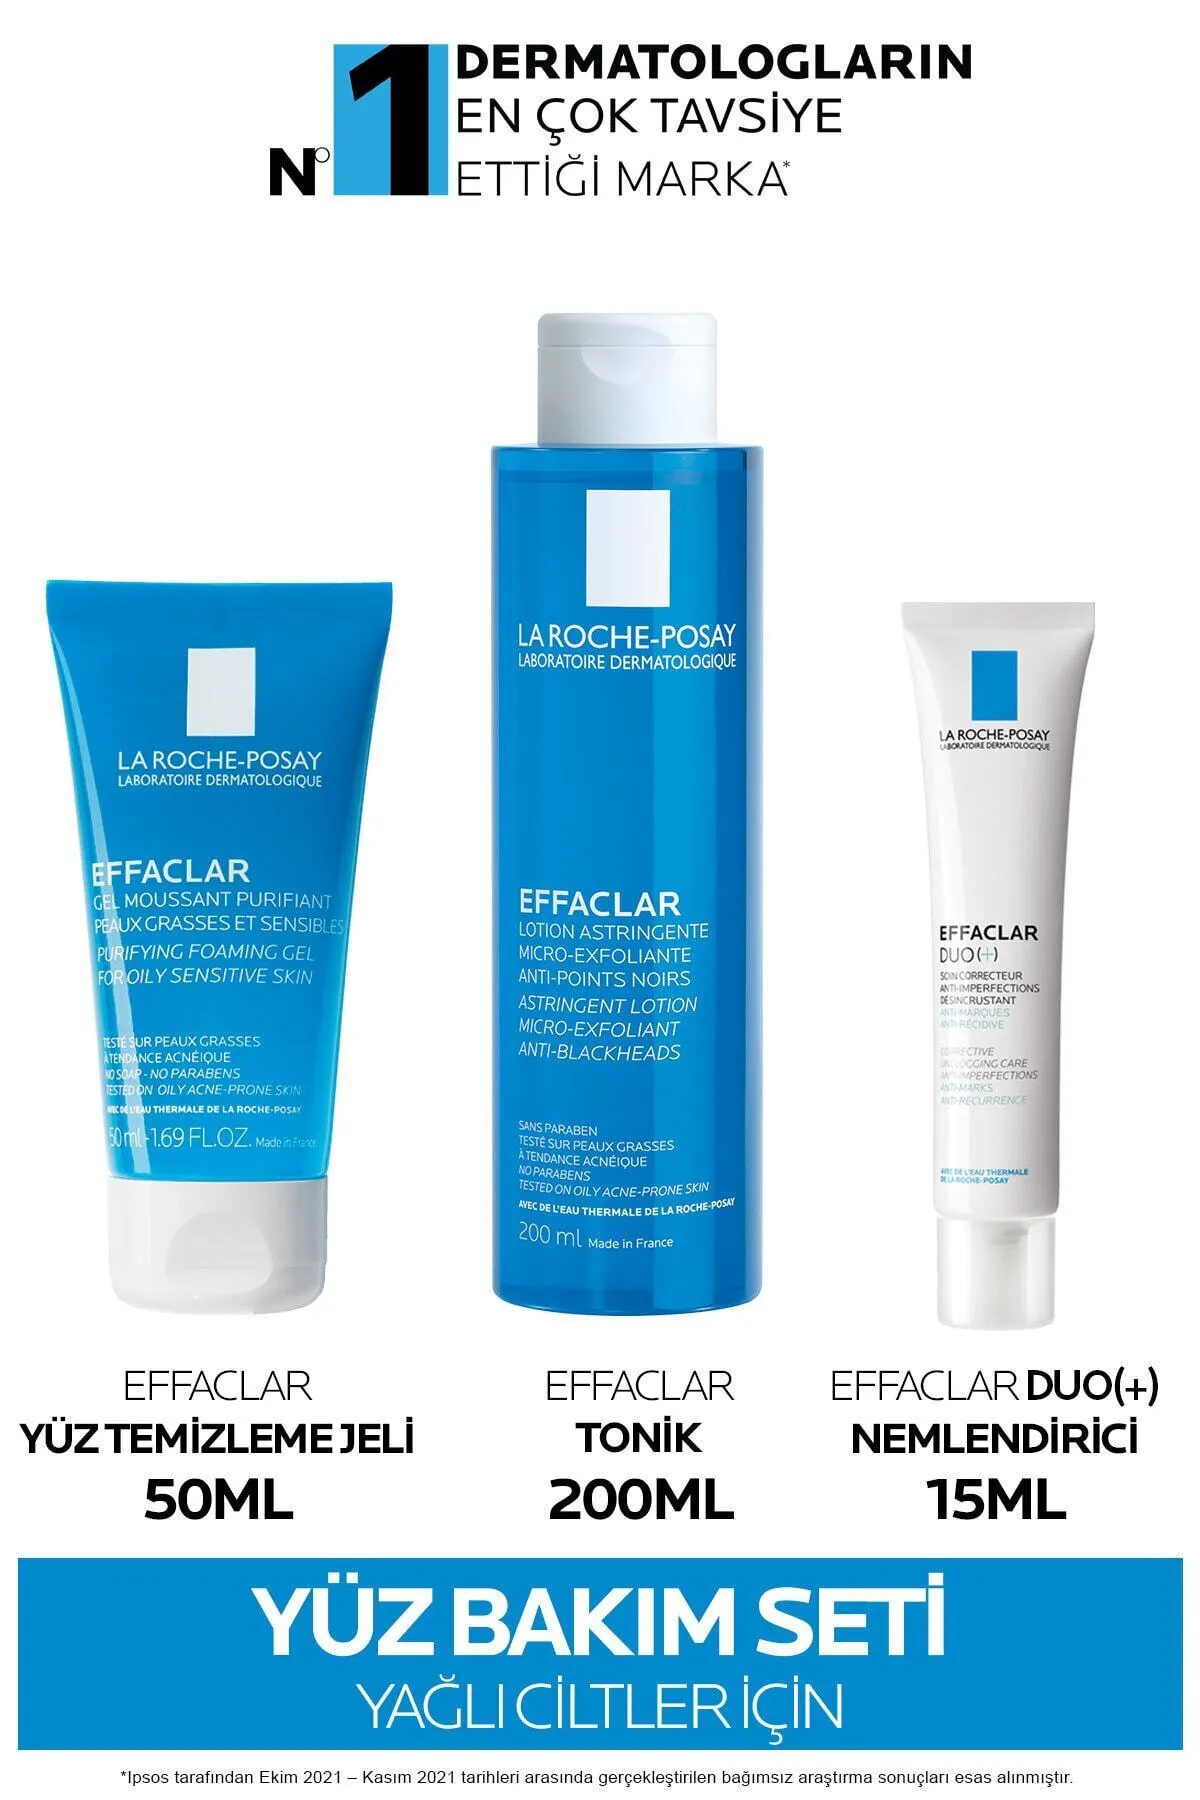 N° 1 DERMATOLOGLARIN
EN ÇOK TAVSİYE
ETTİĞİ MARKA*
LA ROCHE-POSAY
LABORATOIRE DERMATOLOGIQUE
EFFACLAR
GEL MOUSSANT PURIFIANT
PEAUX GRASSES ET SENSIBLES
PURIFYING FOAMING GEL
FOR OILY SENSITIVE SKIN
TESTÉ SUR PEAUX GRASSES
À TENDANCE ACNÉIQUE
NO SOAP - NO PARABENS
TESTED ON OILY ACNE-PRONE SKIN
AVEC DE L'EAU THERMALE DE LA ROCHE-POSAY
50 ml - 1.69 FL.OZ. Made in France
LA ROCHE-POSAY
LABORATOIRE DERMATOLOGIQUE
EFFACLAR
LOTION ASTRINGENTE
MICRO-EXFOLIANTE
ANTI-POINTS NOIRS
ASTRINGENT LOTION
MICRO-EXFOLIANT
ANTI-BLACKHEADS
SANS PARABEN
TESTÉ SUR PEAUX GRASSES
À TENDANCE ACNÉIQUE
NO PARABENS
TESTED ON OILY ACNE-PRONE SKIN
AVEC DE L'EAU THERMALE DE LA ROCHE-POSAY
200 ml Made in France
LA ROCHE-POSAY
LABORATOIRE DERMATOLOGIQUE
EFFACLAR
DUO(+)
SOIN CORRECTEUR
ANTI-IMPERFECTIONS
DÉSINCRUSTANT
ANTI-MARQUES
ANTI-RÉCIDIVE
CORRECTIVE
UNCLOGGING CARE
ANTI-IMPERFECTIONS
ANTI-MARKS
ANTI-RECURRENCE
AVEC DE L'EAU THERMALE
DE LA ROCHE-POSAY
EFFACLAR
YÜZ TEMİZLEME JELİ
50ML
EFFACLAR
TONİK
200ML
EFFACLAR DUO(+)
NEMLENDİRİCİ
15ML
YÜZ BAKIM SETİ
YAĞLI CİLTLER İÇİN
*Ipsos tarafından Ekim 2021 – Kasım 2021 tarihleri arasında gerçekleştirilen bağımsız araştırma sonuçları esas alınmıştır.